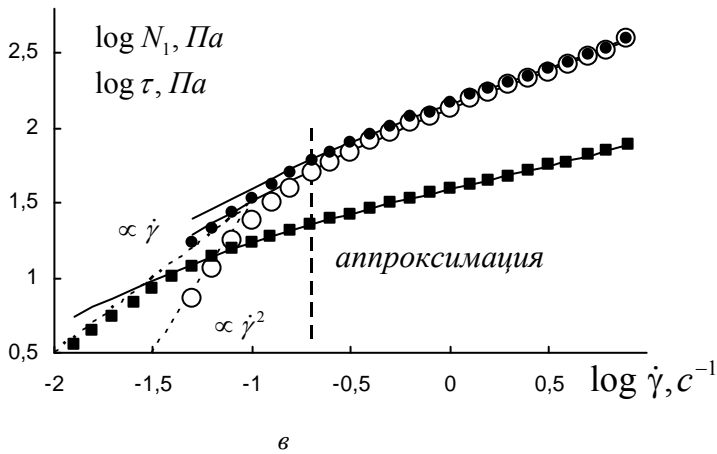 2,5
log N₁, Па
log τ, Па
2
1,5
∝ γ̇
1
аппроксимация
∝ γ̇²
0,5
-2 -1,5 -1 -0,5 0 0,5 log γ̇, с⁻¹
в